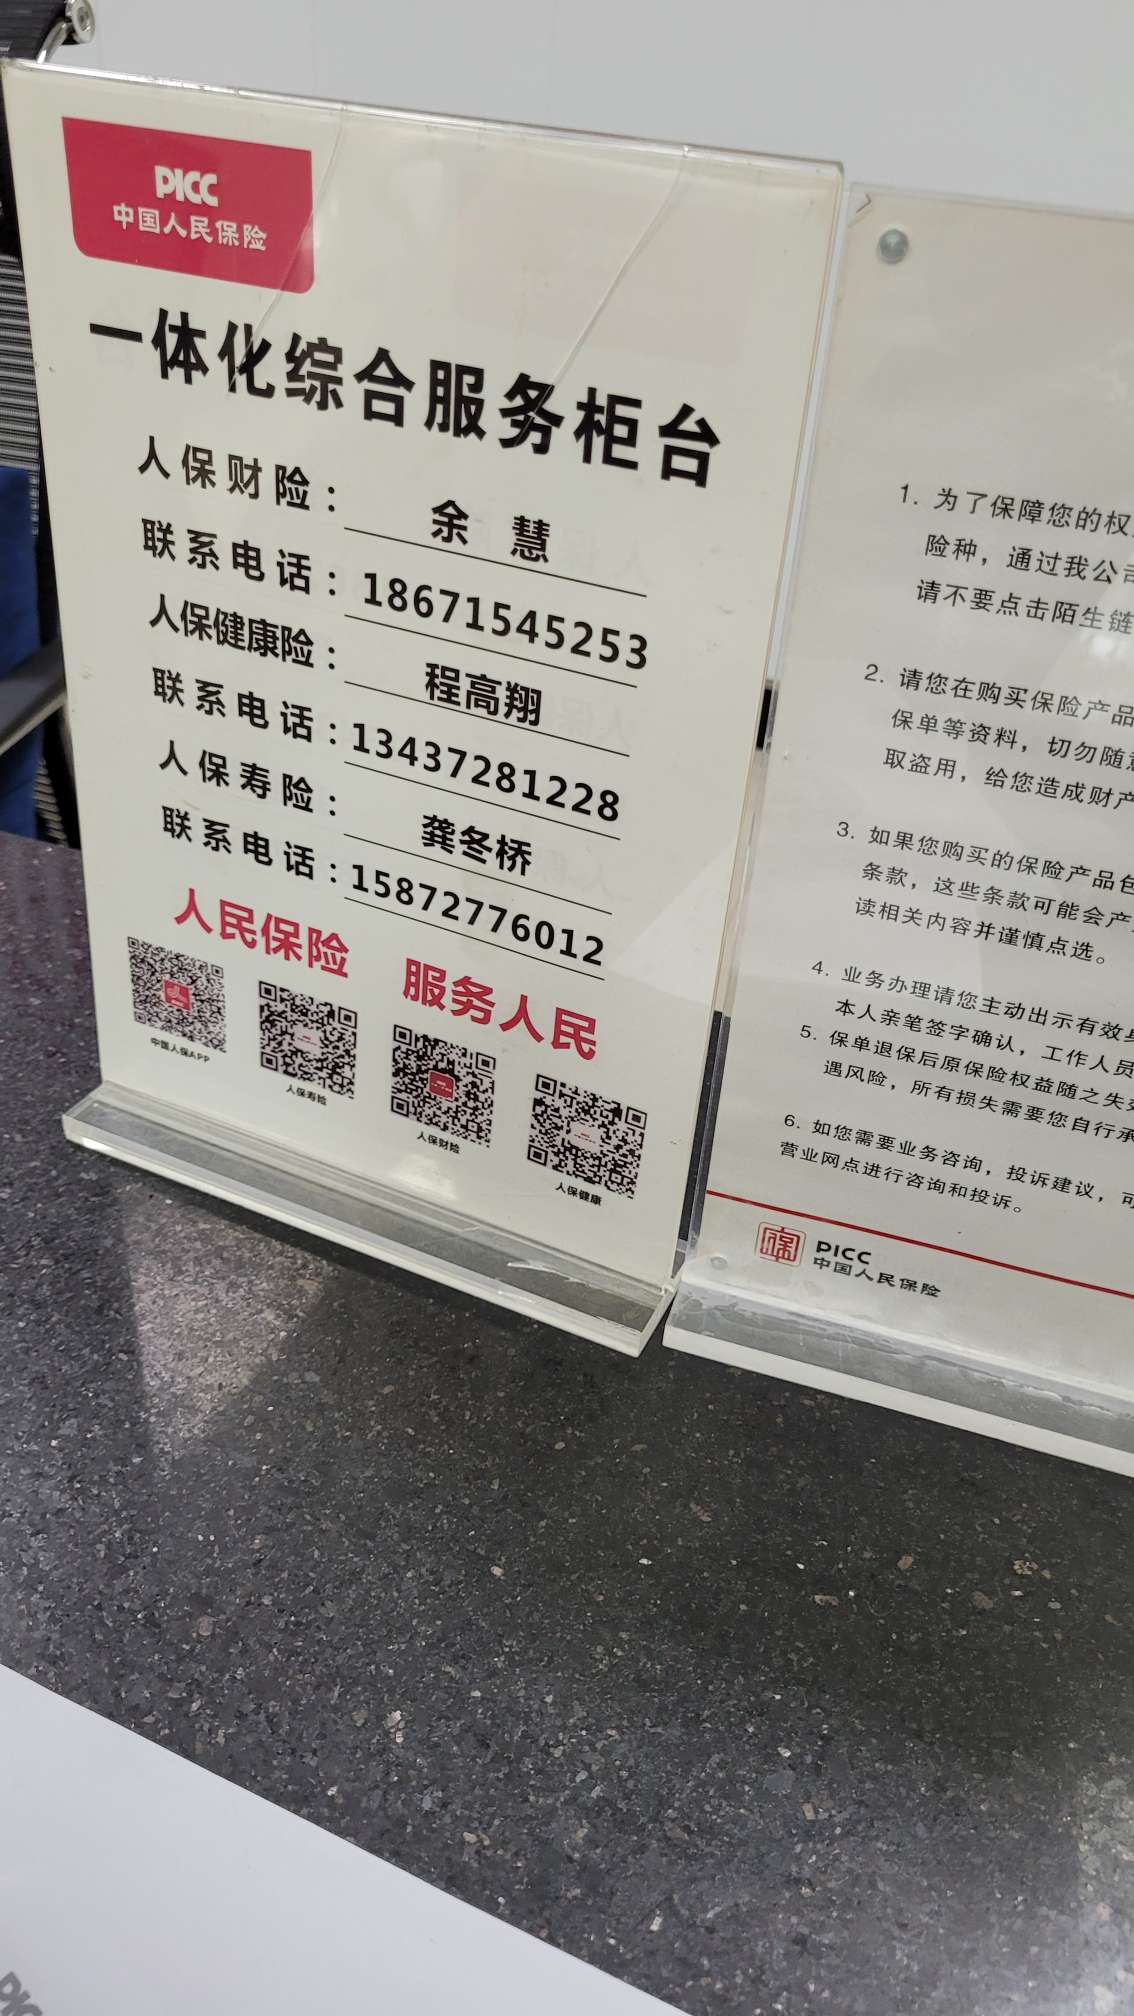 PICC
中国人民保险
一体化综合服务柜台
人保财险：余 慧
联系电话：18671545253
人保健康险：程高翔
联系电话：13437281228
人保寿险：龚冬桥
联系电话：15872776012
人民保险 服务人民
中国人保APP
人保寿险
人保财险
人保健康
1. 为了保障您的权
险种，通过我公司
请不要点击陌生链
2. 请您在购买保险产品
保单等资料，切勿随意
取盗用，给您造成财产
3. 如果您购买的保险产品包
条款，这些条款可能会产
读相关内容并谨慎点选。
4. 业务办理请您主动出示有效身
本人亲笔签字确认，工作人员
5. 保单退保后原保险权益随之失效
遇风险，所有损失需要您自行承
6. 如您需要业务咨询，投诉建议，可
营业网点进行咨询和投诉。
PICC
中国人民保险
PICC